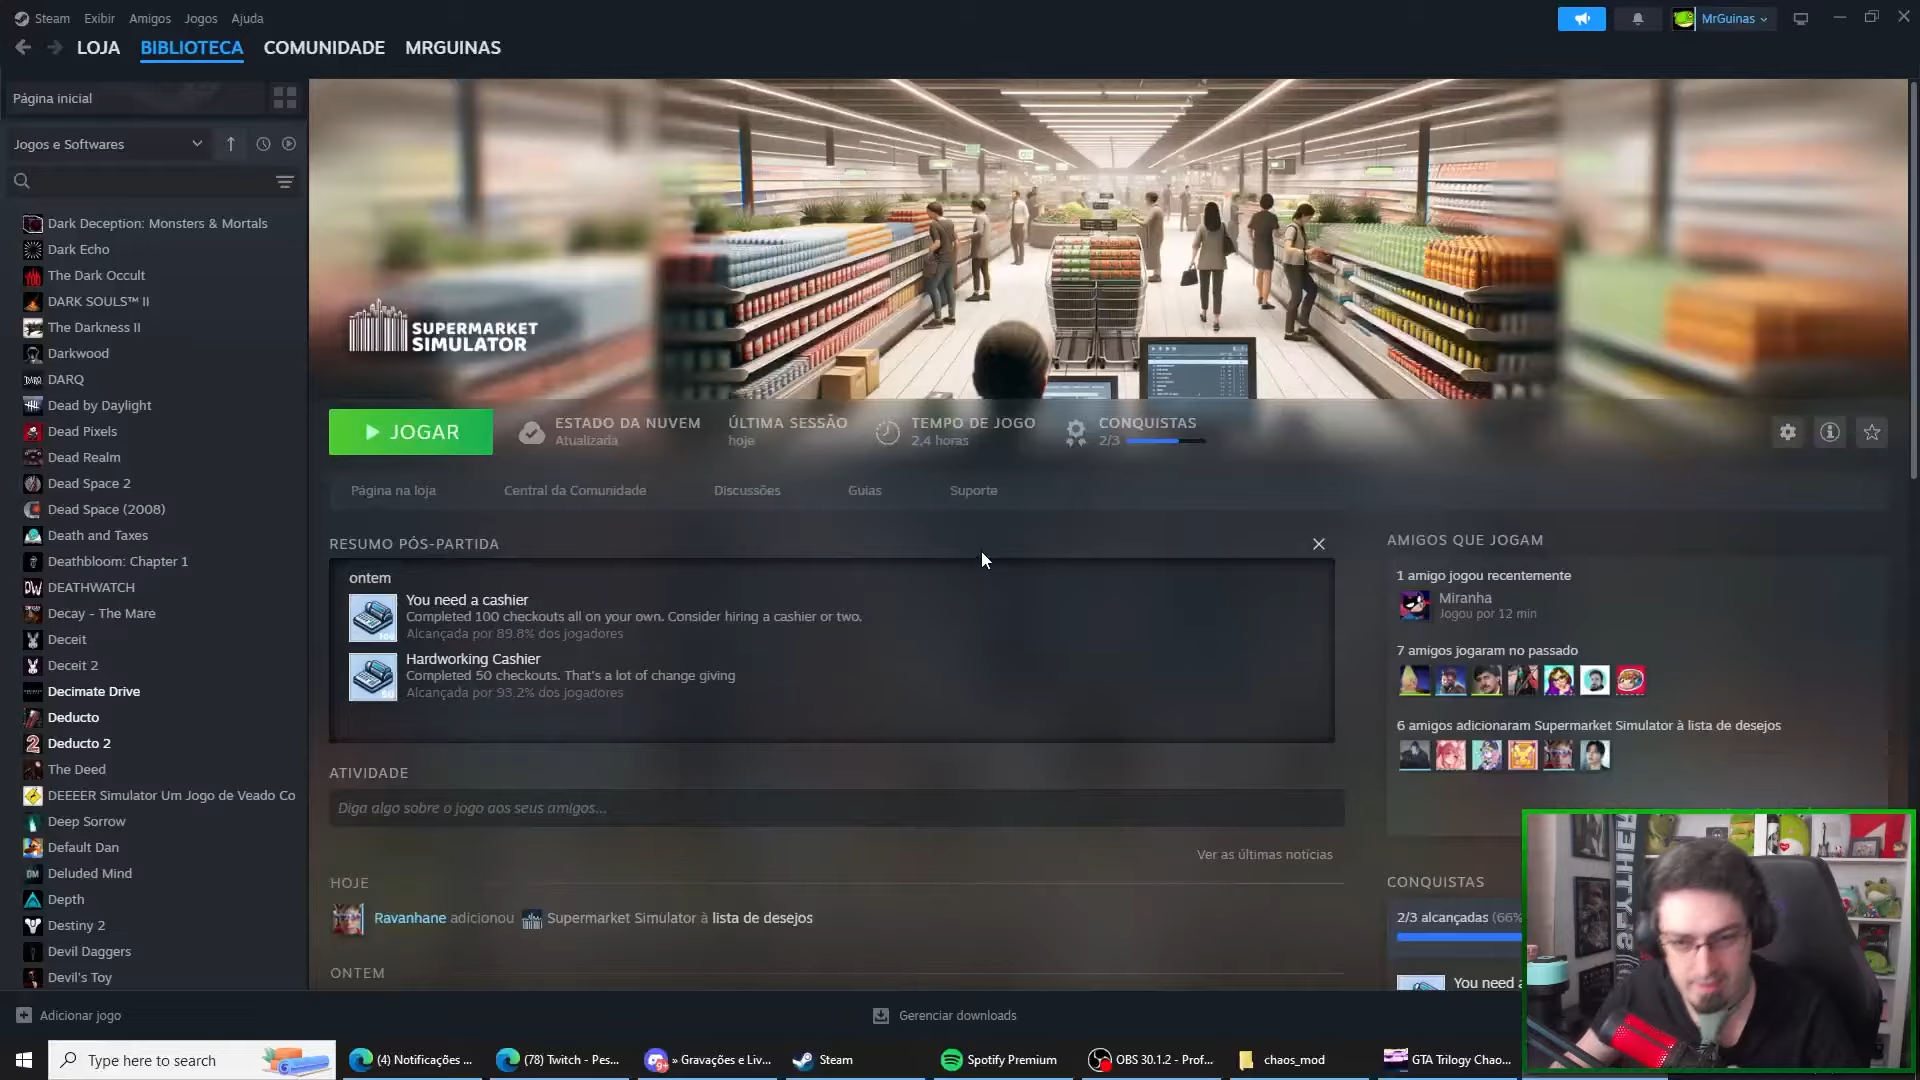 Steam Exibir Amigos Jogos Ajuda
MrGuinas
LOJA BIBLIOTECA COMUNIDADE MRGUINAS
Página inicial
Jogos e Softwares
Dark Deception: Monsters & Mortals
Dark Echo
The Dark Occult
DARK SOULS™ II
The Darkness II
Darkwood
DARQ
Dead by Daylight
Dead Pixels
Dead Realm
Dead Space 2
Dead Space (2008)
Death and Taxes
Deathbloom: Chapter 1
DEATHWATCH
Decay - The Mare
Deceit
Deceit 2
Decimate Drive
Deducto
Deducto 2
The Deed
DEEEER Simulator Um Jogo de Veado Co
Deep Sorrow
Default Dan
Deluded Mind
Depth
Destiny 2
Devil Daggers
Devil's Toy
SUPERMARKET
SIMULATOR
JOGAR
ESTADO DA NUVEM
Atualizada
ÚLTIMA SESSÃO
hoje
TEMPO DE JOGO
2,4 horas
CONQUISTAS
2/3
Página na loja Central da Comunidade Discussões Guias Suporte
RESUMO PÓS-PARTIDA
ontem
You need a cashier
Completed 100 checkouts all on your own. Consider hiring a cashier or two.
Alcançada por 89.8% dos jogadores
Hardworking Cashier
Completed 50 checkouts. That's a lot of change giving
Alcançada por 93.2% dos jogadores
ATIVIDADE
Diga algo sobre o jogo aos seus amigos...
Ver as últimas notícias
HOJE
Ravanhane adicionou Supermarket Simulator à lista de desejos
ONTEM
AMIGOS QUE JOGAM
1 amigo jogou recentemente
Miranha
Jogou por 12 min
7 amigos jogaram no passado
6 amigos adicionaram Supermarket Simulator à lista de desejos
CONQUISTAS
2/3 alcançadas (66%
You need a
Adicionar jogo
Gerenciar downloads
Type here to search
(4) Notificações ...
(78) Twitch - Pes...
» Gravações e Liv...
Steam
Spotify Premium
OBS 30.1.2 - Prof...
chaos_mod
GTA Trilogy Chao...